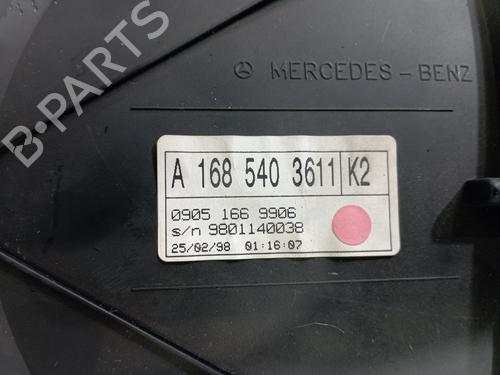 B-PARTS
MERCEDES-BENZ
A 168 540 3611 K2
0905 166 9906
s/n 9801140038
25/02/98 01:16:07